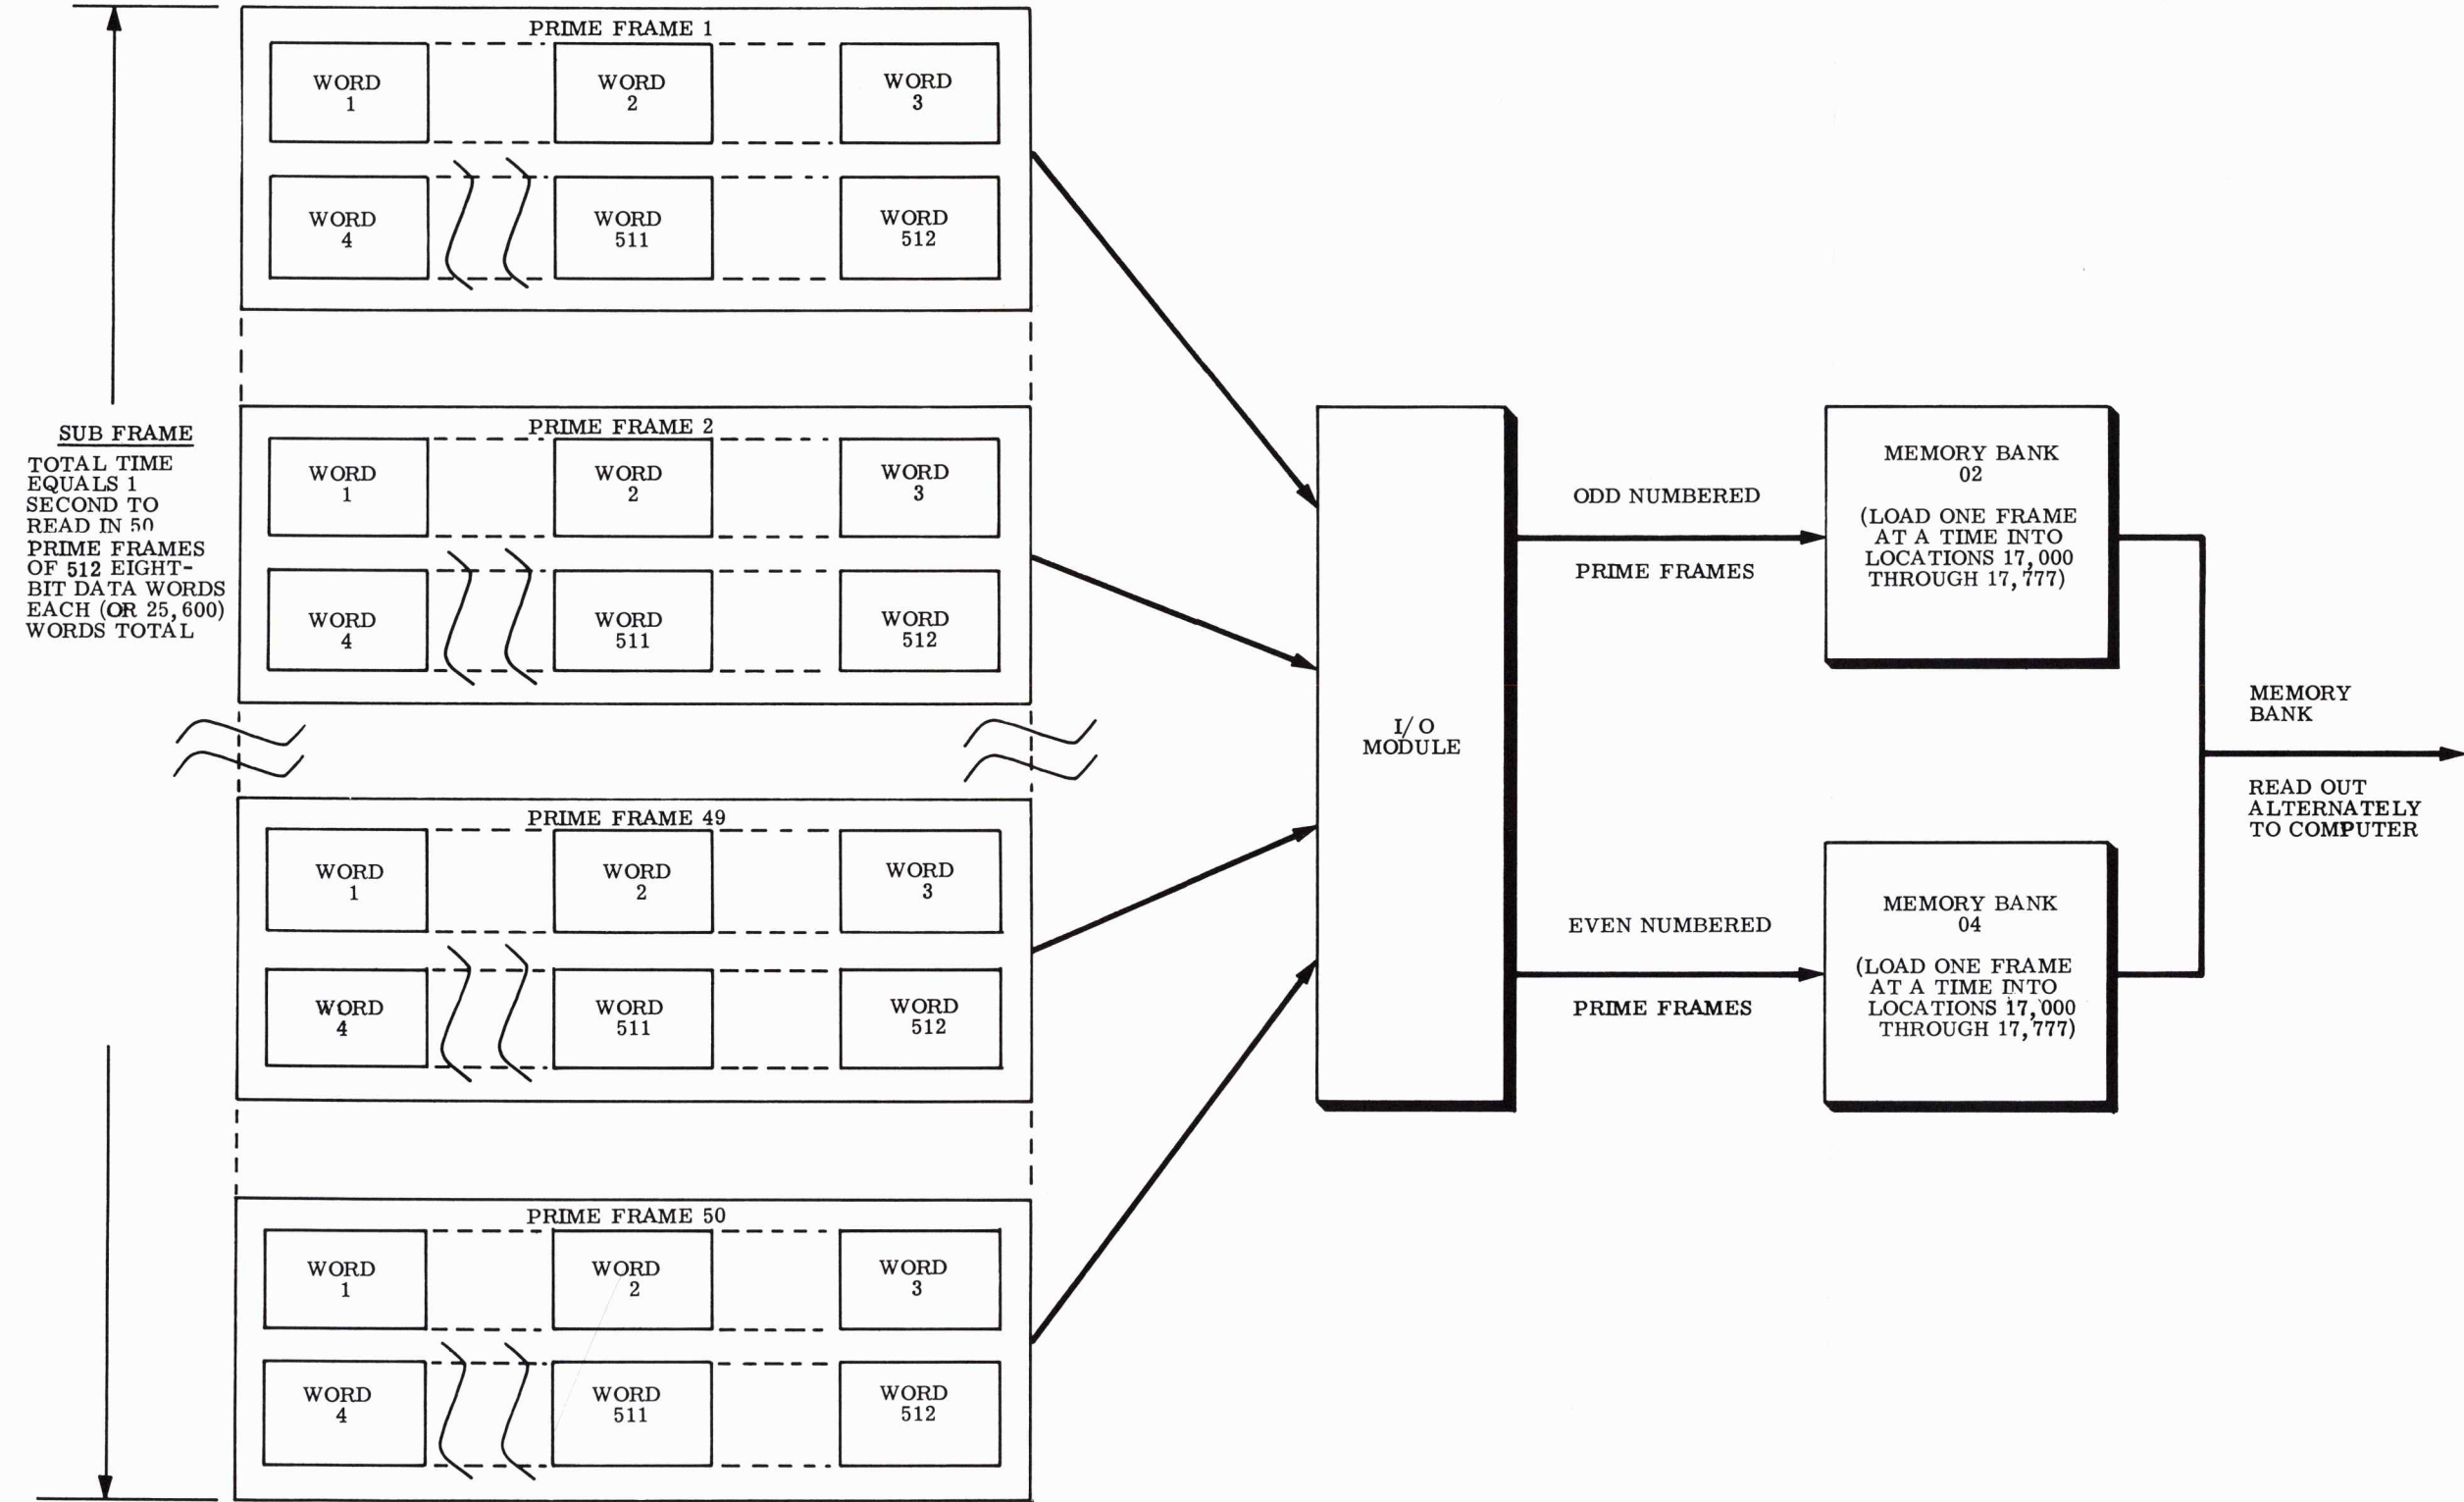 PRIME FRAME 1
WORD
1
WORD
2
WORD
3
WORD
4
WORD
511
WORD
512
SUB FRAME
TOTAL TIME
EQUALS 1
SECOND TO
READ IN 50
PRIME FRAMES
OF 512 EIGHT-
BIT DATA WORDS
EACH (OR 25,600)
WORDS TOTAL
PRIME FRAME 2
WORD
1
WORD
2
WORD
3
WORD
4
WORD
511
WORD
512
PRIME FRAME 49
WORD
1
WORD
2
WORD
3
WORD
4
WORD
511
WORD
512
PRIME FRAME 50
WORD
1
WORD
2
WORD
3
WORD
4
WORD
511
WORD
512
I/O
MODULE
ODD NUMBERED
PRIME FRAMES
EVEN NUMBERED
PRIME FRAMES
MEMORY BANK
02
(LOAD ONE FRAME
AT A TIME INTO
LOCATIONS 17,000
THROUGH 17,777)
MEMORY BANK
04
(LOAD ONE FRAME
AT A TIME INTO
LOCATIONS 17,000
THROUGH 17,777)
MEMORY
BANK
READ OUT
ALTERNATELY
TO COMPUTER